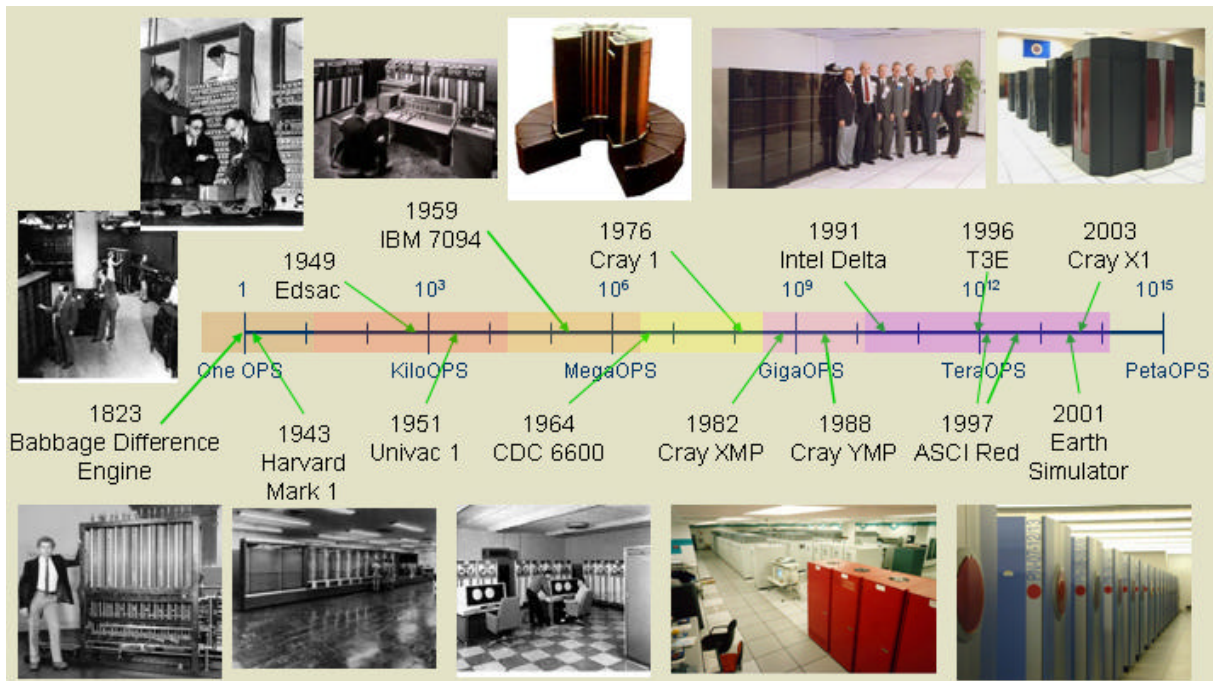 1959
IBM 7094
1976
Cray 1
1991
Intel Delta
1996
T3E
2003
Cray X1
1949
Edsac
1
10³
10⁶
10⁹
10¹²
10¹⁵
One OPS
KiloOPS
MegaOPS
GigaOPS
TeraOPS
PetaOPS
1823
Babbage Difference
Engine
1943
Harvard
Mark 1
1951
Univac 1
1964
CDC 6600
1982
Cray XMP
1988
Cray YMP
1997
ASCI Red
2001
Earth
Simulator